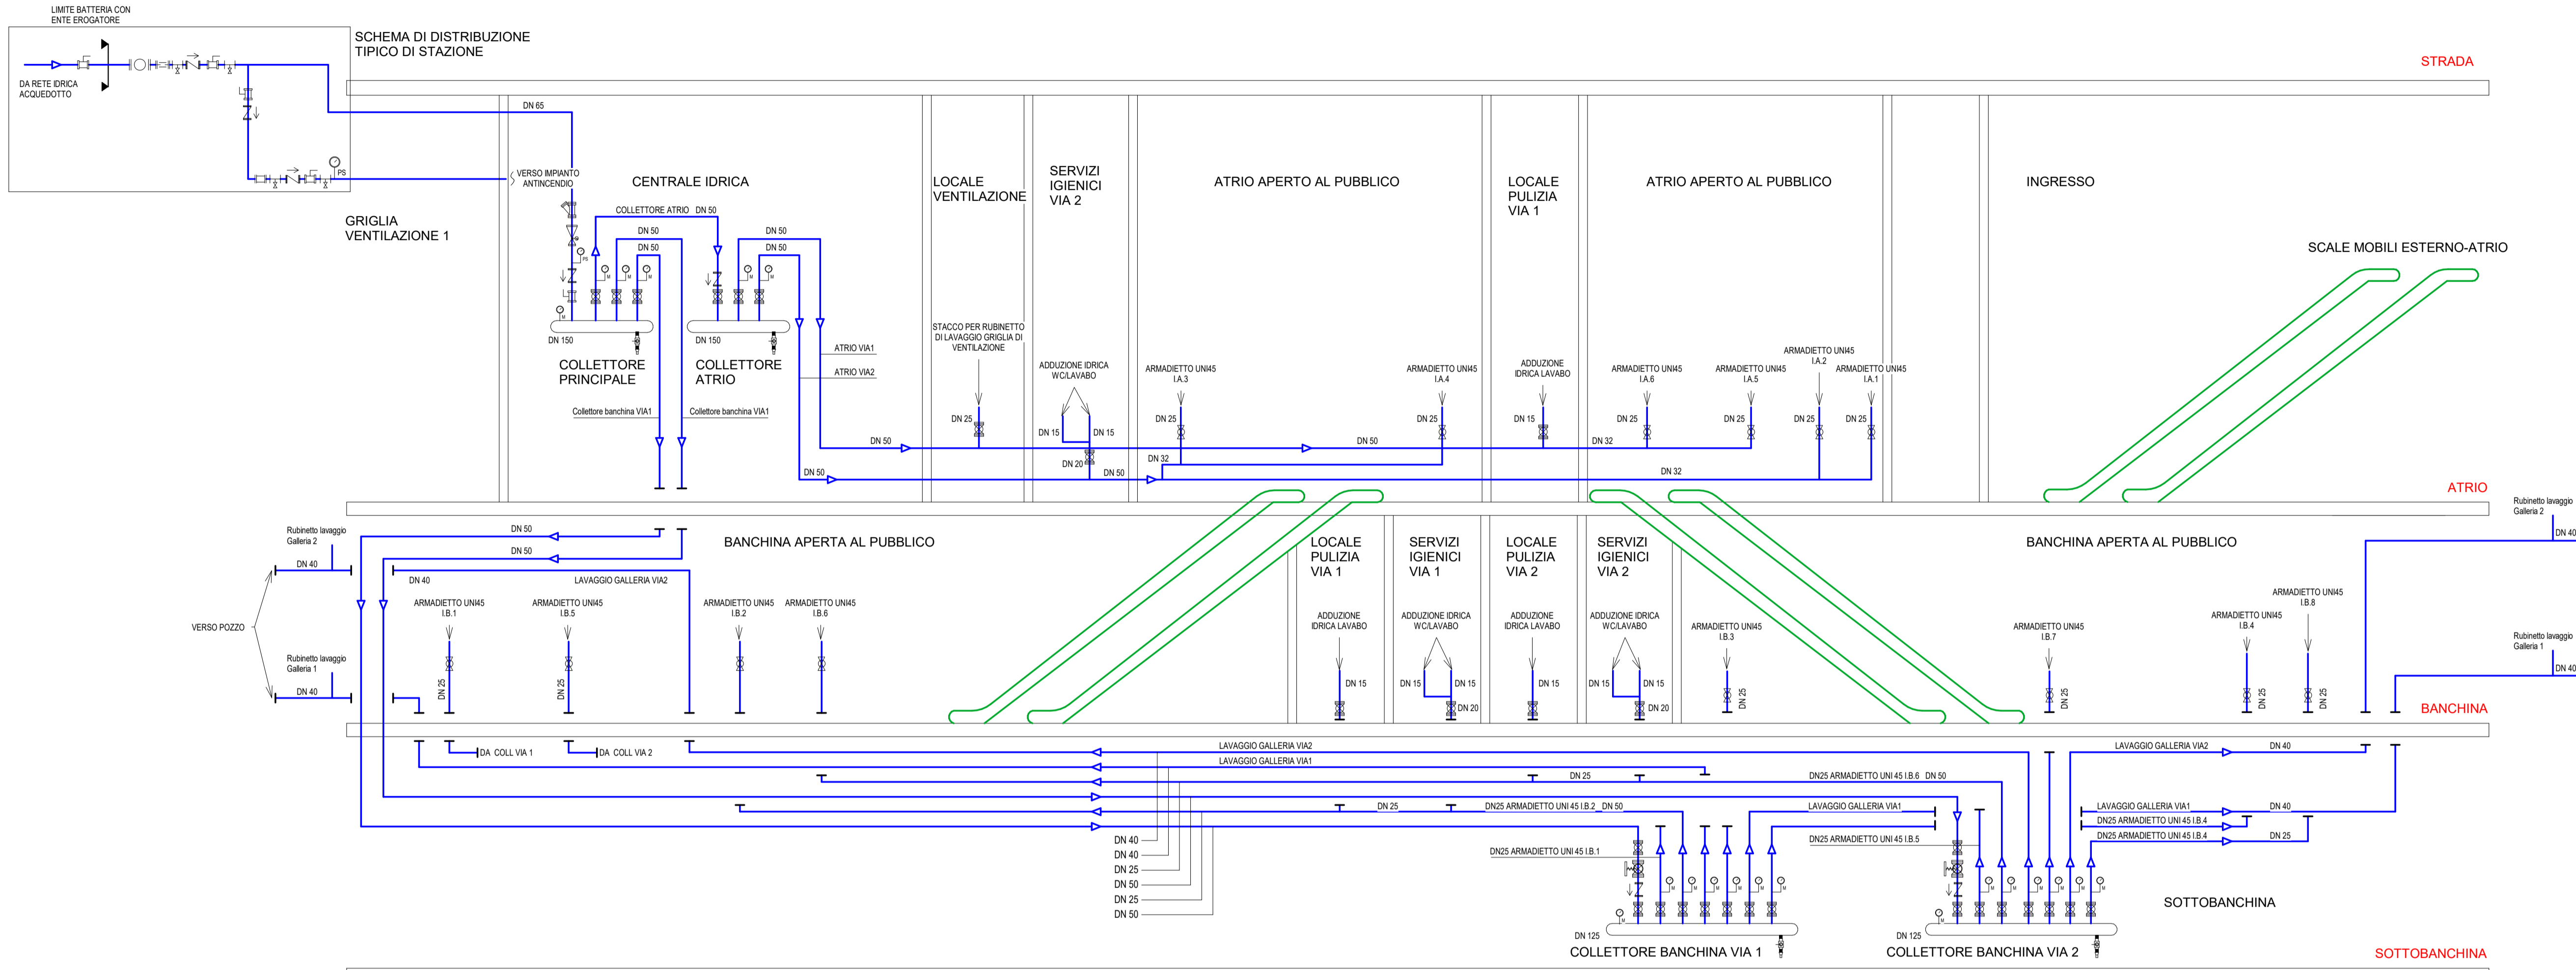 LIMITE BATTERIA CON
ENTE EROGATORE
SCHEMA DI DISTRIBUZIONE
TIPICO DI STAZIONE
DA RETE IDRICA
ACQUEDOTTO
PS
STRADA
DN 65
VERSO IMPIANTO
ANTINCENDIO
GRIGLIA
VENTILAZIONE 1
CENTRALE IDRICA
LOCALE
VENTILAZIONE
SERVIZI
IGIENICI
VIA 2
ATRIO APERTO AL PUBBLICO
LOCALE
PULIZIA
VIA 1
ATRIO APERTO AL PUBBLICO
INGRESSO
SCALE MOBILI ESTERNO-ATRIO
COLLETTORE ATRIO DN 50
DN 50
DN 50
DN 50
DN 50
PS
M
M
M
M
M
M
DN 150
DN 150
COLLETTORE
PRINCIPALE
COLLETTORE
ATRIO
Collettore banchina VIA1
Collettore banchina VIA1
ATRIO VIA1
ATRIO VIA2
STACCO PER RUBINETTO
DI LAVAGGIO GRIGLIA DI
VENTILAZIONE
ADDUZIONE IDRICA
WC/LAVABO
ARMADIETTO UNI45
I.A.3
ARMADIETTO UNI45
I.A.4
ADDUZIONE
IDRICA LAVABO
ARMADIETTO UNI45
I.A.6
ARMADIETTO UNI45
I.A.5
ARMADIETTO UNI45
I.A.2
ARMADIETTO UNI45
I.A.1
DN 25
DN 15
DN 15
DN 25
DN 25
DN 15
DN 25
DN 25
DN 25
DN 25
DN 50
DN 50
DN 32
DN 20
DN 32
DN 50
DN 50
DN 32
ATRIO
Rubinetto lavaggio
Galleria 2
DN 40
DN 50
DN 50
Rubinetto lavaggio
Galleria 2
DN 40
DN 40
LAVAGGIO GALLERIA VIA2
BANCHINA APERTA AL PUBBLICO
LOCALE
PULIZIA
VIA 1
SERVIZI
IGIENICI
VIA 1
LOCALE
PULIZIA
VIA 2
SERVIZI
IGIENICI
VIA 2
BANCHINA APERTA AL PUBBLICO
VERSO POZZO
Rubinetto lavaggio
Galleria 1
DN 40
ARMADIETTO UNI45
I.B.1
ARMADIETTO UNI45
I.B.5
ARMADIETTO UNI45
I.B.2
ARMADIETTO UNI45
I.B.6
ADDUZIONE
IDRICA LAVABO
ADDUZIONE IDRICA
WC/LAVABO
ADDUZIONE
IDRICA LAVABO
ADDUZIONE IDRICA
WC/LAVABO
ARMADIETTO UNI45
I.B.3
ARMADIETTO UNI45
I.B.7
ARMADIETTO UNI45
I.B.4
ARMADIETTO UNI45
I.B.8
Rubinetto lavaggio
Galleria 1
DN 40
DN 25
DN 25
DN 15
DN 15
DN 15
DN 20
DN 15
DN 15
DN 15
DN 20
DN 25
DN 25
DN 25
DN 25
BANCHINA
DA COLL VIA 1
DA COLL VIA 2
LAVAGGIO GALLERIA VIA2
LAVAGGIO GALLERIA VIA1
DN 25
DN25 ARMADIETTO UNI 45 I.B.6 DN 50
DN 25
DN25 ARMADIETTO UNI 45 I.B.2 DN 50
LAVAGGIO GALLERIA VIA1
LAVAGGIO GALLERIA VIA2
DN 40
LAVAGGIO GALLERIA VIA1
DN 40
DN25 ARMADIETTO UNI 45 I.B.4
DN25 ARMADIETTO UNI 45 I.B.4
DN 25
DN25 ARMADIETTO UNI 45 I.B.1
DN25 ARMADIETTO UNI 45 I.B.5
DN 40
DN 40
DN 25
DN 50
DN 25
DN 50
M
M
M
M
M
M
M
M
M
M
M
M
M
M
DN 125
DN 125
COLLETTORE BANCHINA VIA 1
COLLETTORE BANCHINA VIA 2
SOTTOBANCHINA
SOTTOBANCHINA